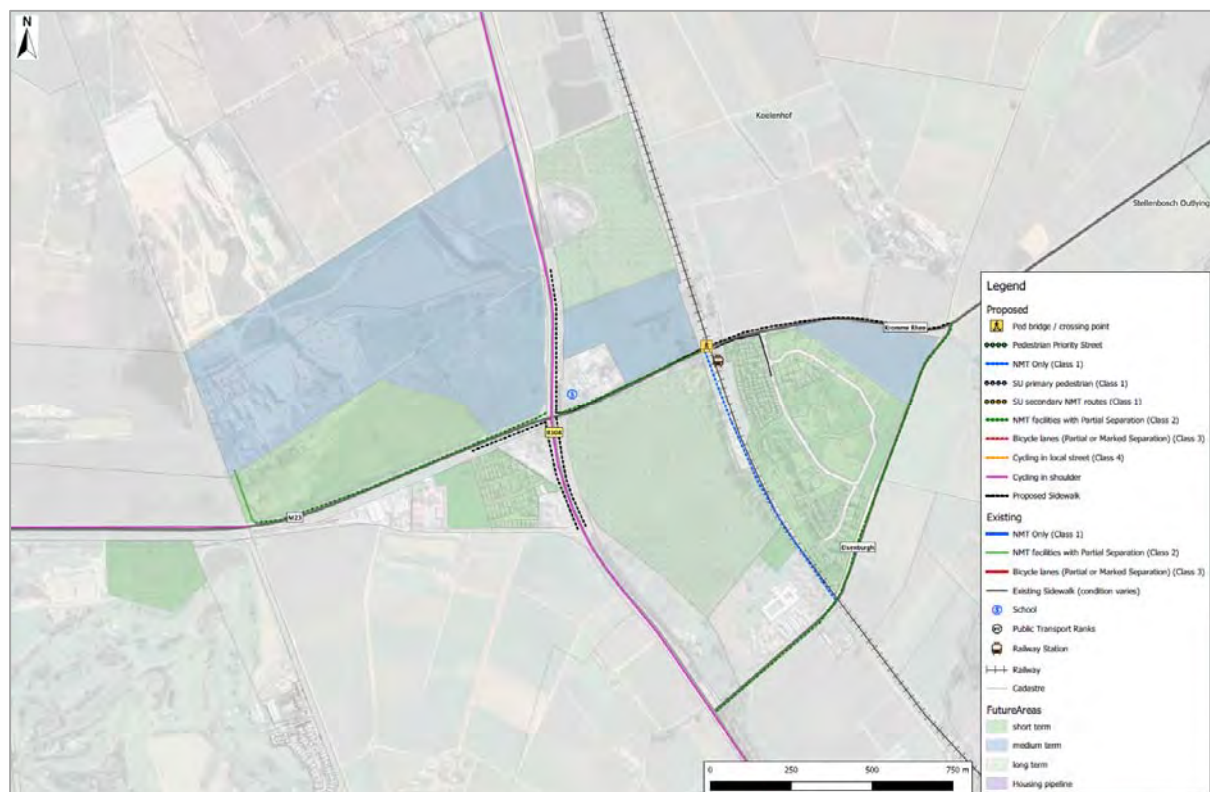 N
Koelenhof
Stellenbosch Outlying
Kromme Rhee
R304
M23
Elsenburgh
Legend
Proposed
Ped bridge / crossing point
Pedestrian Priority Street
NMT Only (Class 1)
SU primary pedestrian (Class 1)
SU secondary NMT routes (Class 1)
NMT facilities with Partial Separation (Class 2)
Bicycle lanes (Partial or Marked Separation) (Class 3)
Cycling in local street (Class 4)
Cycling in shoulder
Proposed Sidewalk
Existing
NMT Only (Class 1)
NMT facilities with Partial Separation (Class 2)
Bicycle lanes (Partial or Marked Separation) (Class 3)
Existing Sidewalk (condition varies)
School
Public Transport Ranks
Railway Station
Railway
Cadastre
FutureAreas
short term
medium term
long term
Housing pipeline
0 250 500 750 m